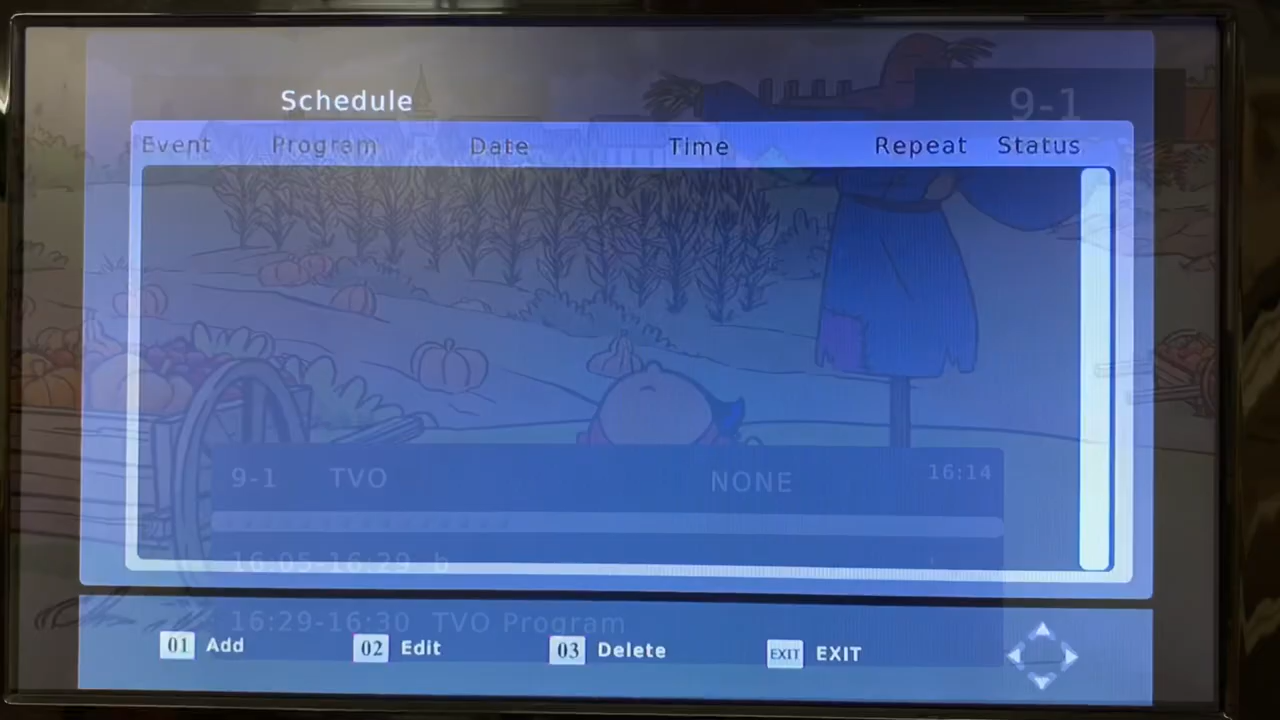 Schedule
9-1
Event Program Date Time Repeat Status
9-1 TVO NONE 16:14
16:05-16:29 b
16:29-16:30 TVO Program
01 Add 02 Edit 03 Delete EXIT EXIT